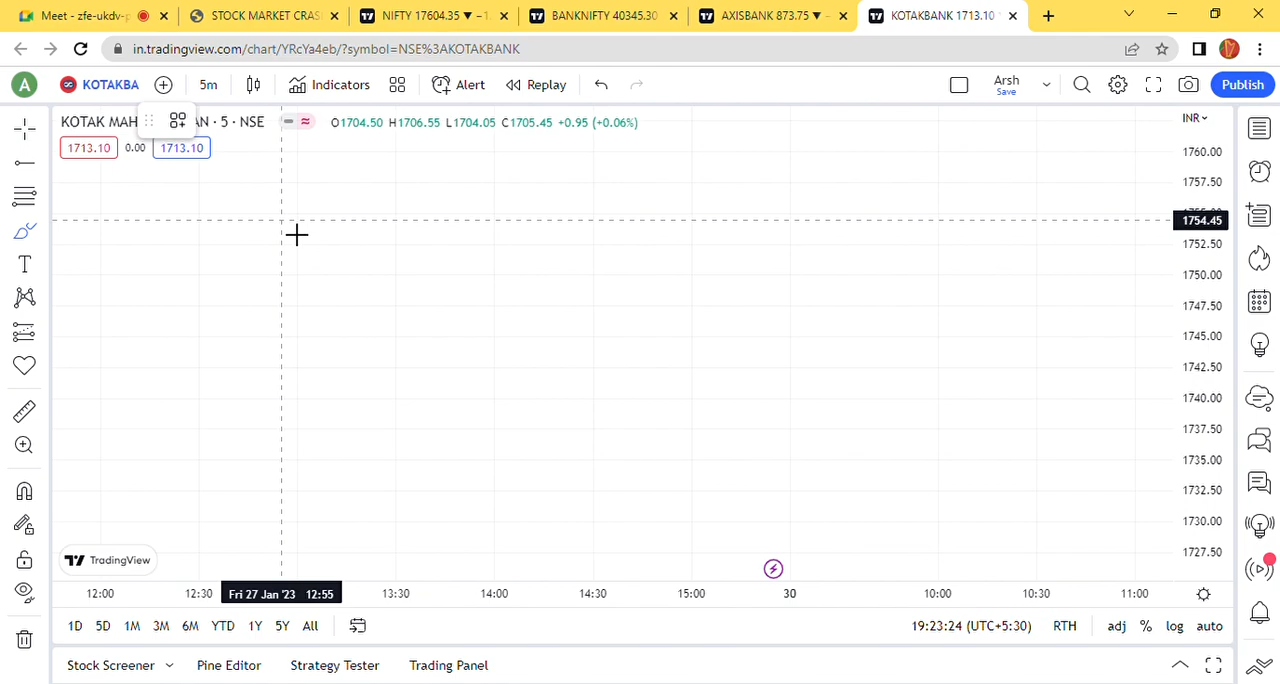 Meet - zfe-ukdv-p
STOCK MARKET CRAS
NIFTY 17604.35 ▼ −1.
BANKNIFTY 40345.30
AXISBANK 873.75 ▼ −
KOTAKBANK 1713.10
in.tradingview.com/chart/YRcYa4eb/?symbol=NSE%3AKOTAKBANK
A
KOTAKBA
5m
Indicators
Alert
Replay
Arsh
Save
Publish
KOTAK MAH AN · 5 · NSE
O1704.50 H1706.55 L1704.05 C1705.45 +0.95 (+0.06%)
INR
1713.10 0.00 1713.10
1760.00
1757.50
1754.45
1752.50
1750.00
1747.50
1745.00
1742.50
1740.00
1737.50
1735.00
1732.50
1730.00
1727.50
TradingView
12:00 12:30 Fri 27 Jan '23 12:55 13:30 14:00 14:30 15:00 30 10:00 10:30 11:00
1D 5D 1M 3M 6M YTD 1Y 5Y All
19:23:24 (UTC+5:30) RTH adj % log auto
Stock Screener Pine Editor Strategy Tester Trading Panel